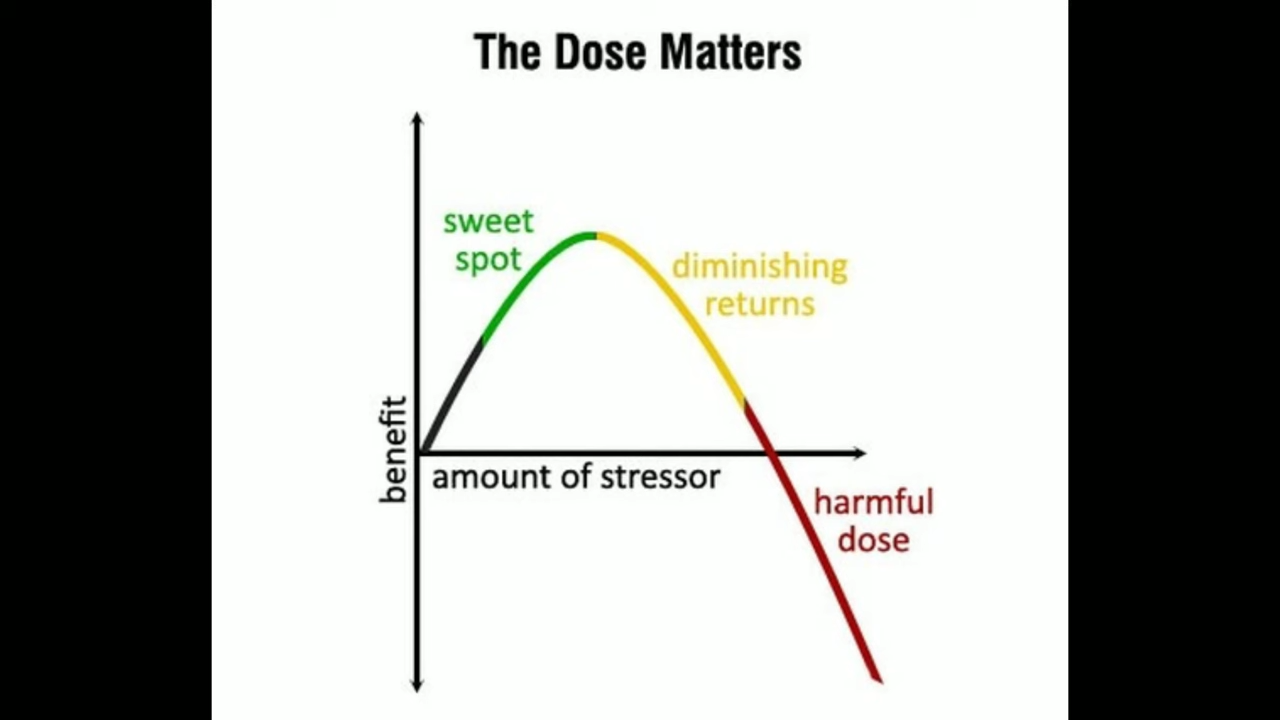 The Dose Matters
sweet
spot
diminishing
returns
benefit
amount of stressor
harmful
dose